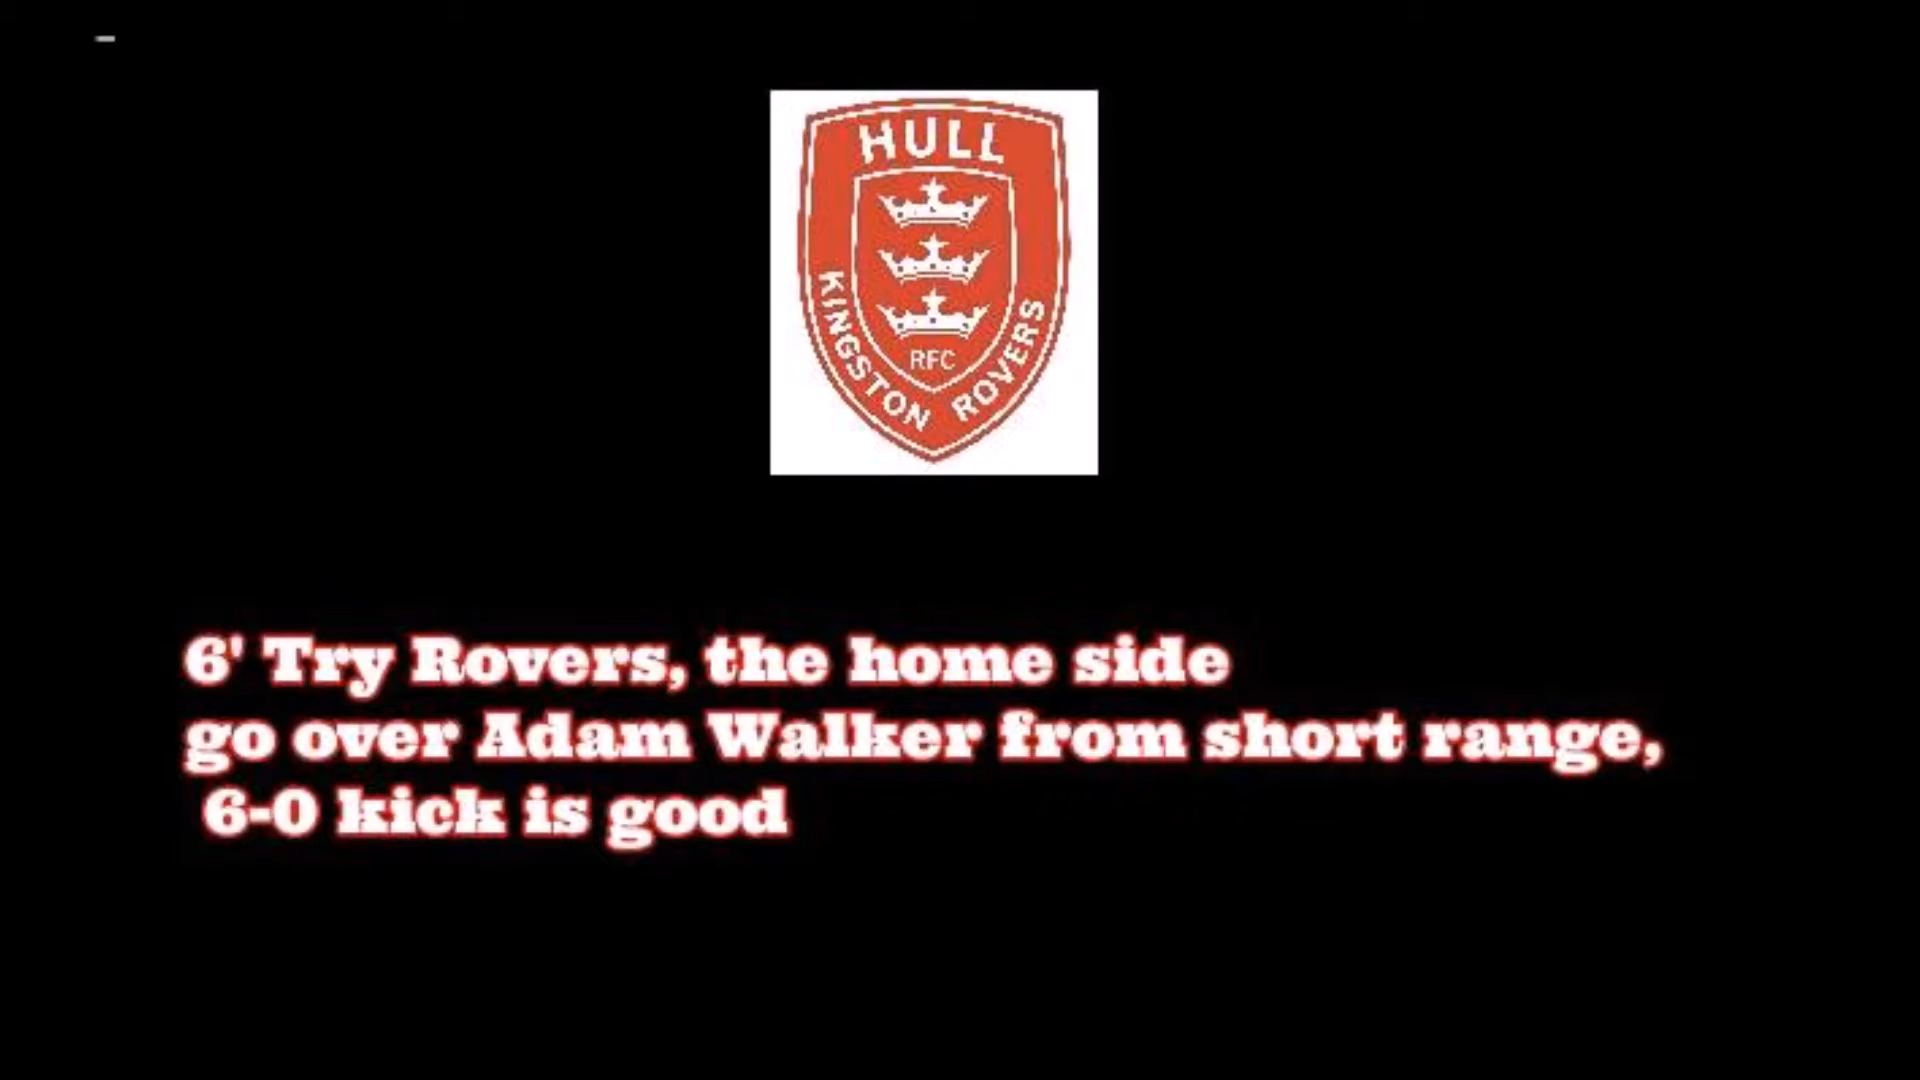 HULL
RFC
KINGSTON ROVERS
6' Try Rovers, the home side
go over Adam Walker from short range,
6-0 kick is good